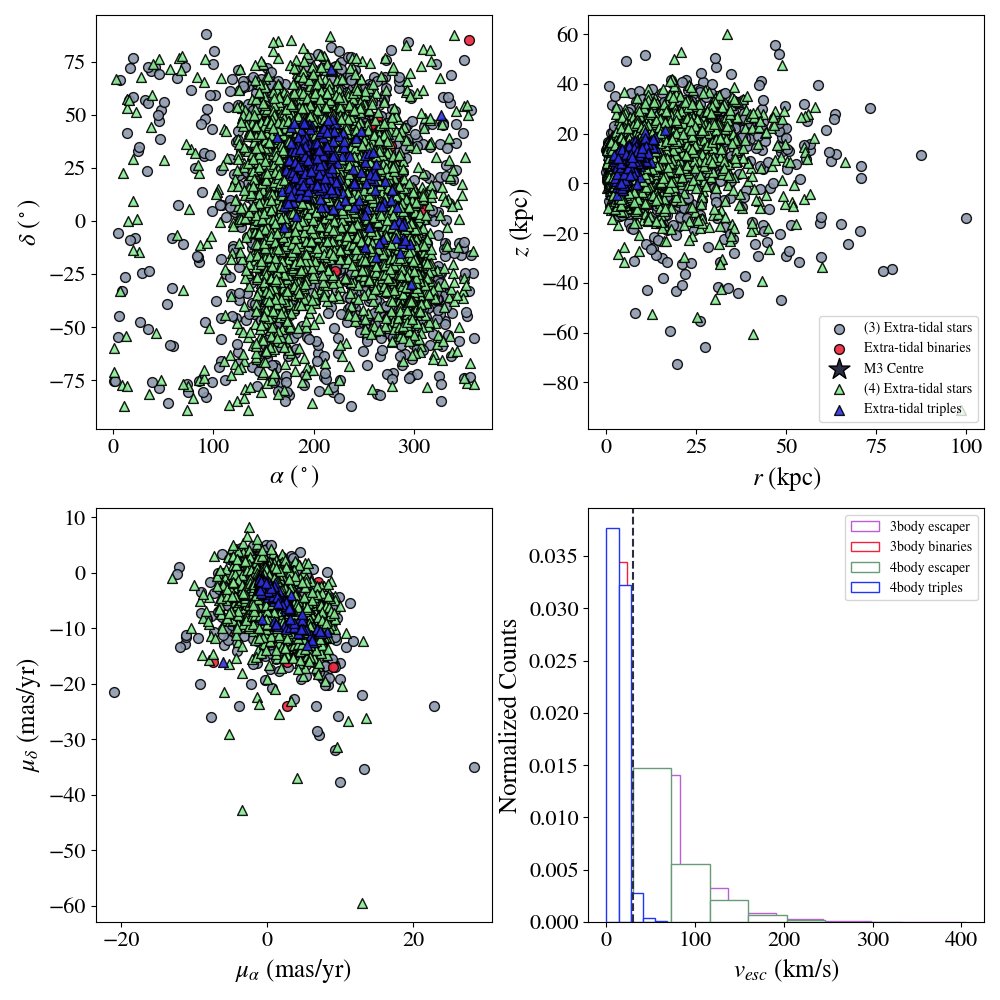 75
50
25
0
−25
−50
−75
δ (°)
0
100
200
300
α (°)
60
40
20
0
−20
−40
−60
−80
z (kpc)
0
25
50
75
100
r (kpc)
(3) Extra-tidal stars
Extra-tidal binaries
M3 Centre
(4) Extra-tidal stars
Extra-tidal triples
10
0
−10
−20
−30
−40
−50
−60
μδ (mas/yr)
−20
0
20
μα (mas/yr)
0.035
0.030
0.025
0.020
0.015
0.010
0.005
0.000
Normalized Counts
0
100
200
300
400
vesc (km/s)
3body escaper
3body binaries
4body escaper
4body triples